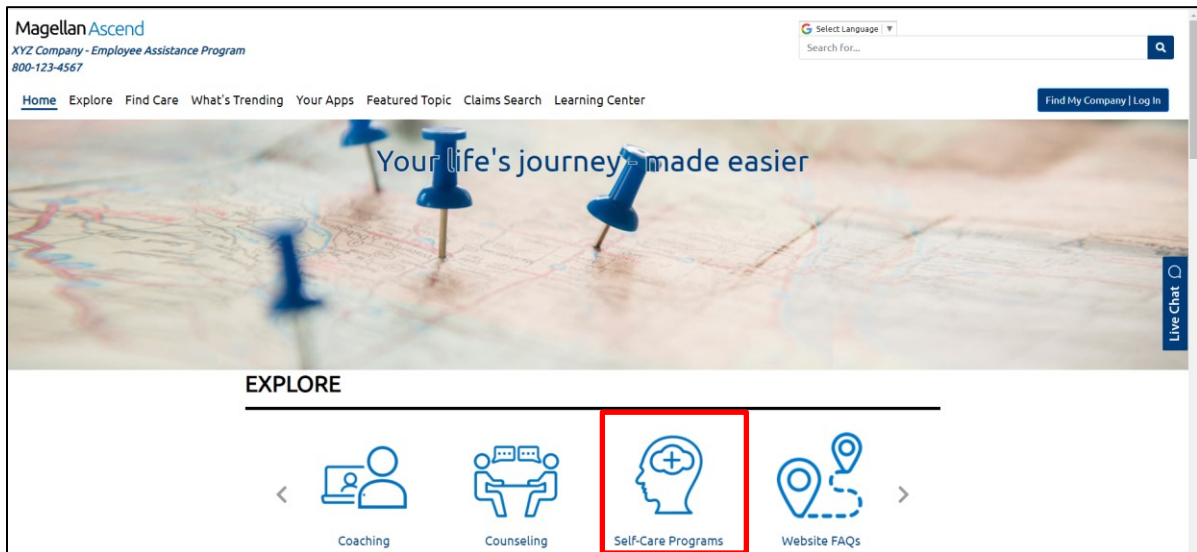 Magellan Ascend
XYZ Company - Employee Assistance Program
800-123-4567
Select Language
Search for...
Home Explore Find Care What's Trending Your Apps Featured Topic Claims Search Learning Center
Find My Company | Log In
Your life's journey - made easier
Live Chat
EXPLORE
Coaching Counseling Self-Care Programs Website FAQs